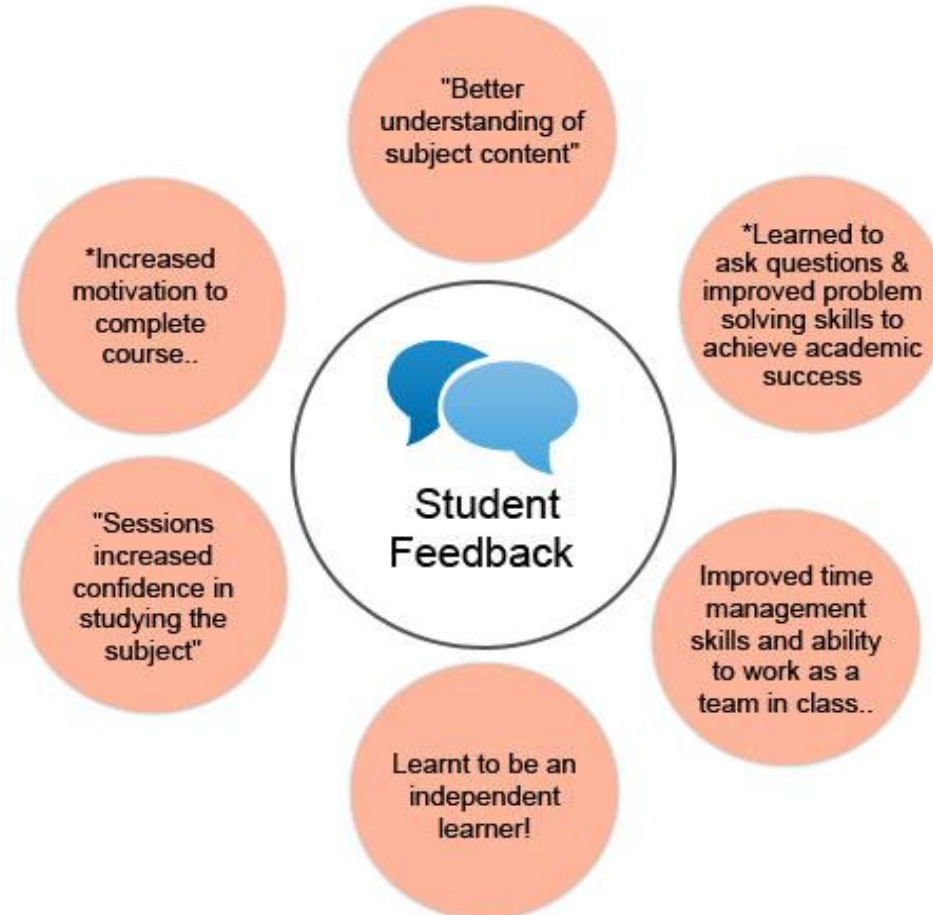 "Better
understanding of
subject content"
*Increased
motivation to
complete
course..
*Learned to
ask questions &
improved problem
solving skills to
achieve academic
success
Student
Feedback
"Sessions
increased
confidence in
studying the
subject"
Improved time
management
skills and ability
to work as a
team in class..
Learnt to be an
independent
learner!